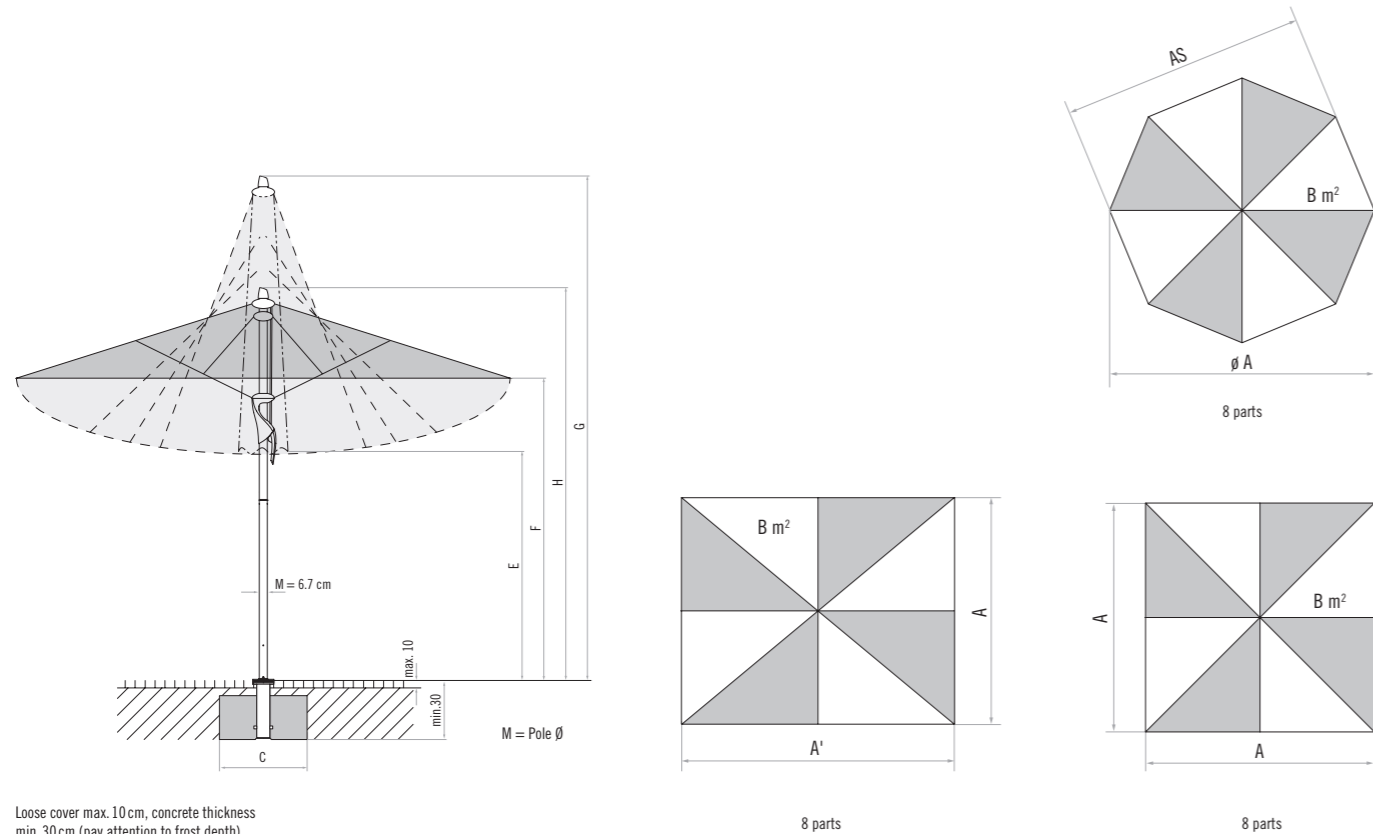 AS
B m²
ø A
8 parts
G
H
F
E
M = 6.7 cm
max. 10
min.30
C
M = Pole Ø
B m²
A
A'
8 parts
A
B m²
A
8 parts
Loose cover max. 10 cm, concrete thickness
min. 30 cm (pay attention to frost depth)